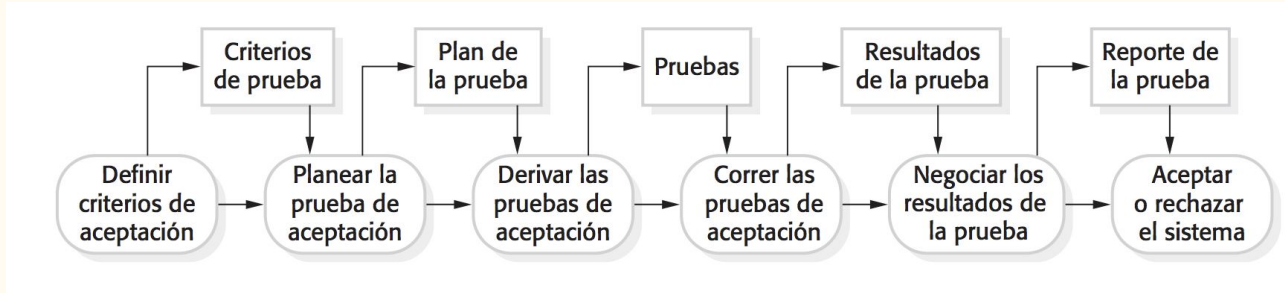 Criterios
de prueba
Plan de
la prueba
Pruebas
Resultados
de la prueba
Reporte de
la prueba
Definir
criterios de
aceptación
Planear la
prueba de
aceptación
Derivar las
pruebas de
aceptación
Correr las
pruebas de
aceptación
Negociar los
resultados de
la prueba
Aceptar
o rechazar
el sistema